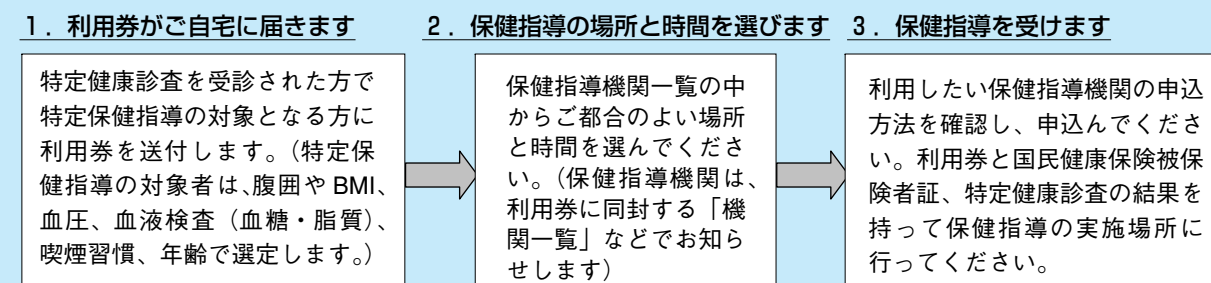 １．利用券がご自宅に届きます
特定健康診査を受診された方で
特定保健指導の対象となる方に
利用券を送付します。（特定保
健指導の対象者は、腹囲や BMI、
血圧、血液検査（血糖・脂質）、
喫煙習慣、年齢で選定します。）
２．保健指導の場所と時間を選びます
保健指導機関一覧の中
からご都合のよい場所
と時間を選んでくださ
い。（保健指導機関は、
利用券に同封する「機
関一覧」などでお知ら
せします）
３．保健指導を受けます
利用したい保健指導機関の申込
方法を確認し、申込んでくださ
い。利用券と国民健康保険被保
険者証、特定健康診査の結果を
持って保健指導の実施場所に
行ってください。